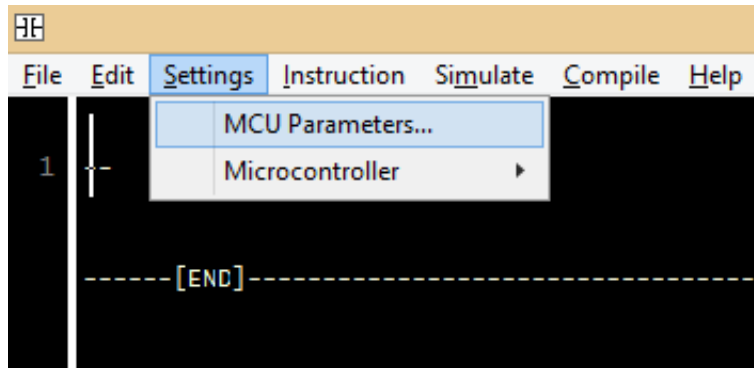 File Edit Settings Instruction Simulate Compile Help
MCU Parameters...
1
Microcontroller
------[END]------------------------------------